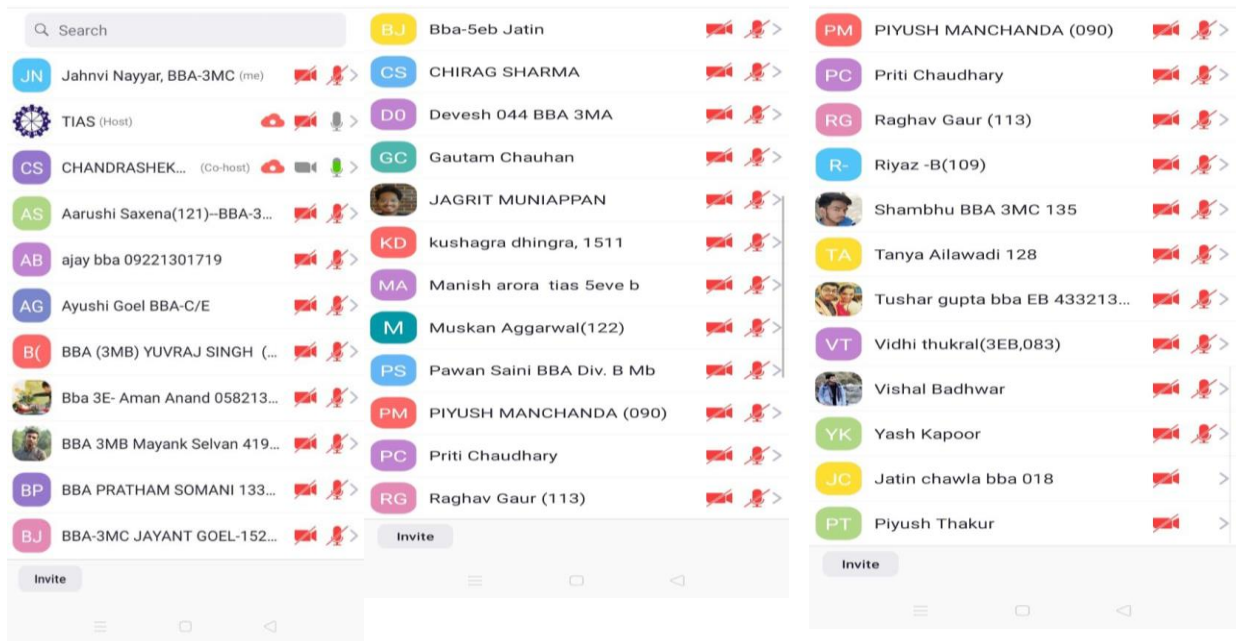 Search
JN Jahnvi Nayyar, BBA-3MC (me)
TIAS (Host)
CS CHANDRASHEK... (Co-host)
AS Aarushi Saxena(121)--BBA-3...
AB ajay bba 09221301719
AG Ayushi Goel BBA-C/E
B( BBA (3MB) YUVRAJ SINGH (...
Bba 3E- Aman Anand 058213...
BBA 3MB Mayank Selvan 419...
BP BBA PRATHAM SOMANI 133...
BJ BBA-3MC JAYANT GOEL-152...
Invite
BJ Bba-5eb Jatin
CS CHIRAG SHARMA
D0 Devesh 044 BBA 3MA
GC Gautam Chauhan
JAGRIT MUNIAPPAN
KD kushagra dhingra, 1511
MA Manish arora tias 5eve b
M Muskan Aggarwal(122)
PS Pawan Saini BBA Div. B Mb
PM PIYUSH MANCHANDA (090)
PC Priti Chaudhary
RG Raghav Gaur (113)
Invite
PM PIYUSH MANCHANDA (090)
PC Priti Chaudhary
RG Raghav Gaur (113)
R- Riyaz -B(109)
Shambhu BBA 3MC 135
TA Tanya Ailawadi 128
Tushar gupta bba EB 433213...
VT Vidhi thukral(3EB,083)
Vishal Badhwar
YK Yash Kapoor
JC Jatin chawla bba 018
PT Piyush Thakur
Invite